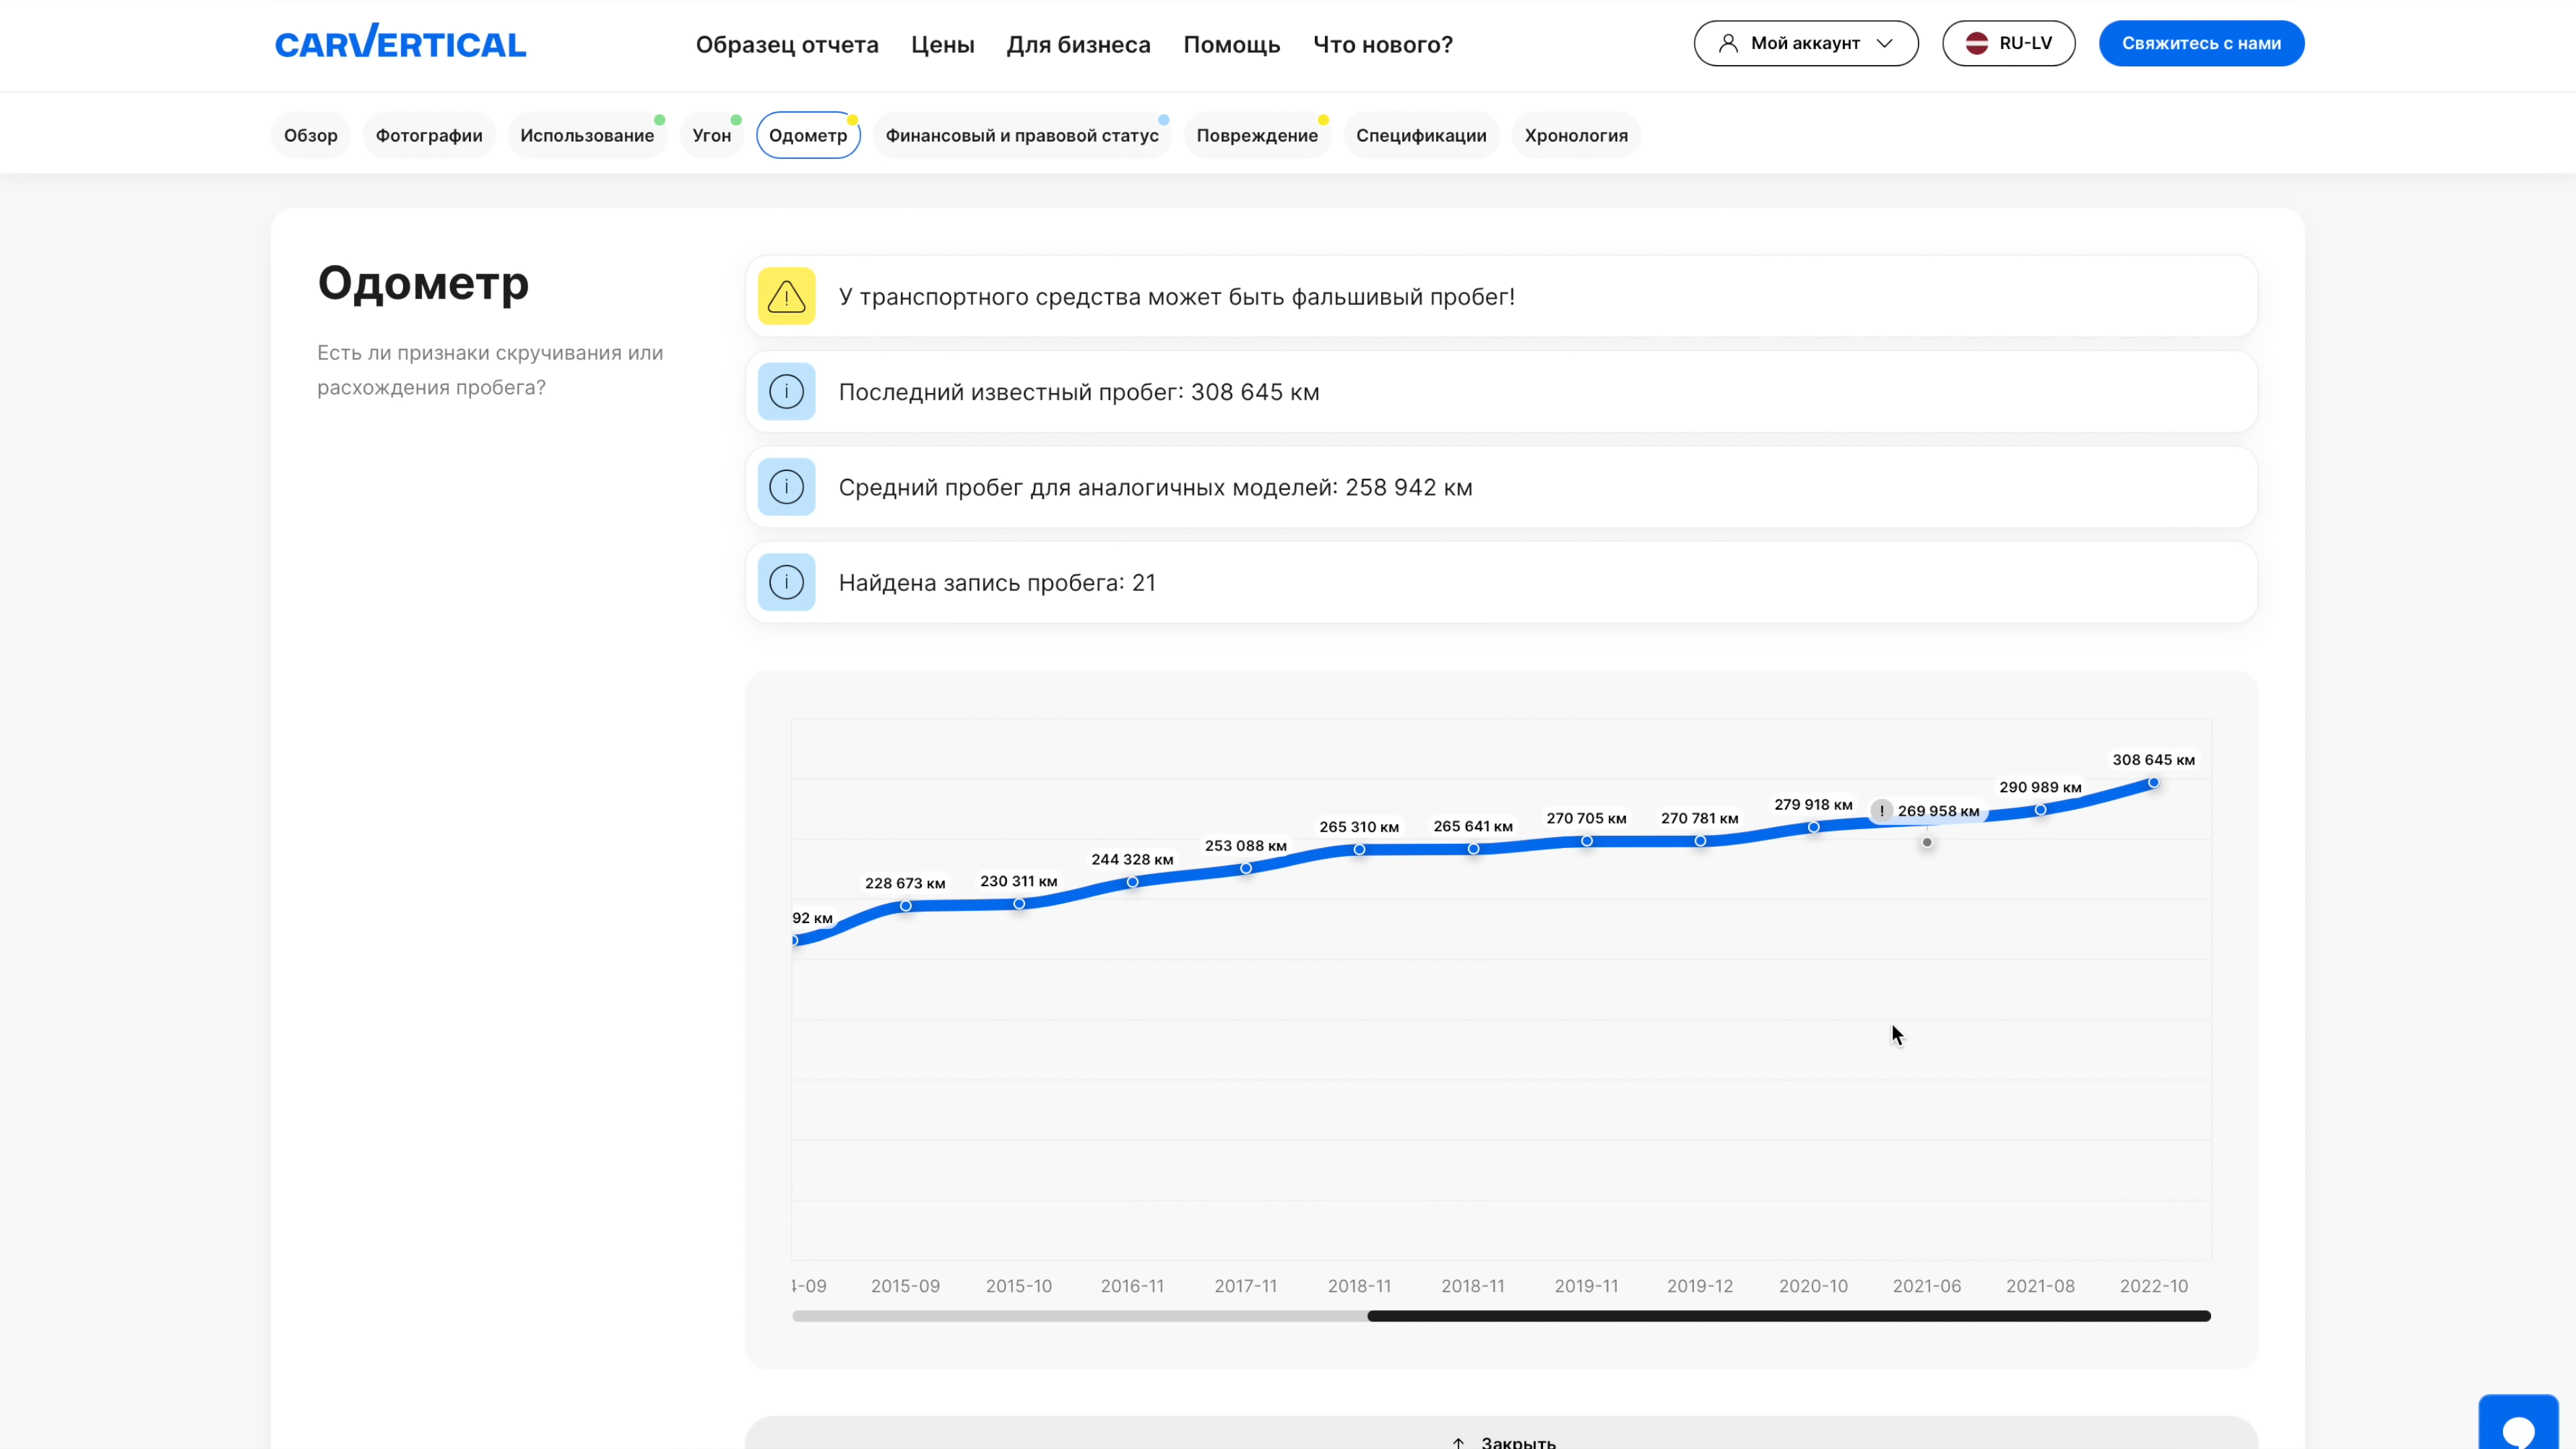 CARVERTICAL
Образец отчета Цены Для бизнеса Помощь Что нового?
Мой аккаунт RU-LV Свяжитесь с нами
Обзор Фотографии Использование Угон Одометр Финансовый и правовой статус Повреждение Спецификации Хронология
Одометр
Есть ли признаки скручивания или
расхождения пробега?
У транспортного средства может быть фальшивый пробег!
Последний известный пробег: 308 645 км
Средний пробег для аналогичных моделей: 258 942 км
Найдена запись пробега: 21
92 км
228 673 км
230 311 км
244 328 км
253 088 км
265 310 км
265 641 км
270 705 км
270 781 км
279 918 км
! 269 958 км
290 989 км
308 645 км
-09 2015-09 2015-10 2016-11 2017-11 2018-11 2018-11 2019-11 2019-12 2020-10 2021-06 2021-08 2022-10
Закрыть